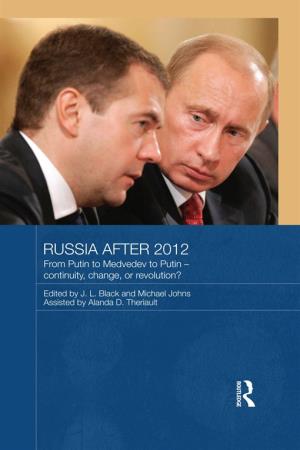 RUSSIA AFTER 2012
From Putin to Medvedev to Putin –
continuity, change, or revolution?
Edited by J. L. Black and Michael Johns
Assisted by Alanda D. Theriault
ROUTLEDGE